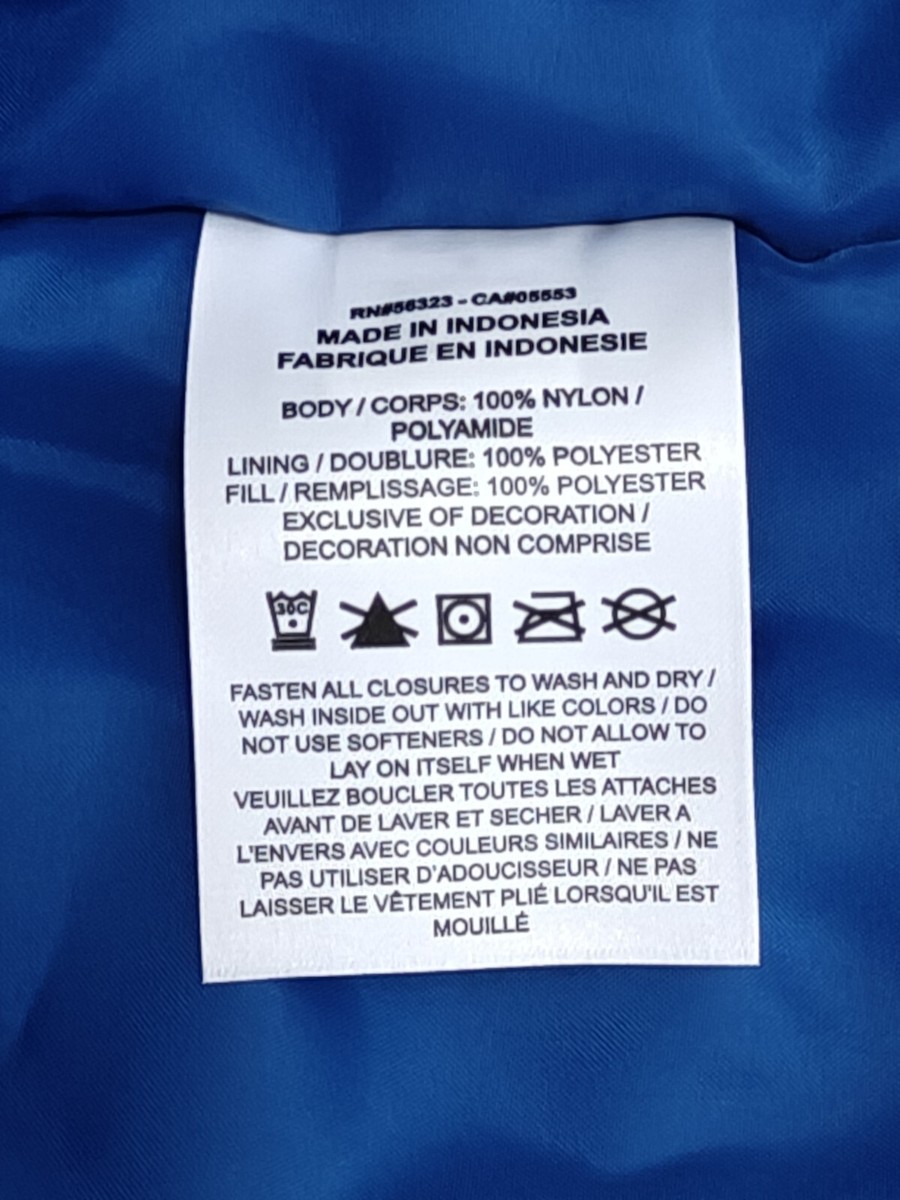 RN#56323 - CA#05553
MADE IN INDONESIA
FABRIQUE EN INDONESIE
BODY / CORPS: 100% NYLON /
POLYAMIDE
LINING / DOUBLURE: 100% POLYESTER
FILL / REMPLISSAGE: 100% POLYESTER
EXCLUSIVE OF DECORATION /
DECORATION NON COMPRISE
30C
FASTEN ALL CLOSURES TO WASH AND DRY /
WASH INSIDE OUT WITH LIKE COLORS / DO
NOT USE SOFTENERS / DO NOT ALLOW TO
LAY ON ITSELF WHEN WET
VEUILLEZ BOUCLER TOUTES LES ATTACHES
AVANT DE LAVER ET SECHER / LAVER A
L'ENVERS AVEC COULEURS SIMILAIRES / NE
PAS UTILISER D'ADOUCISSEUR / NE PAS
LAISSER LE VÊTEMENT PLIÉ LORSQU'IL EST
MOUILLÉ